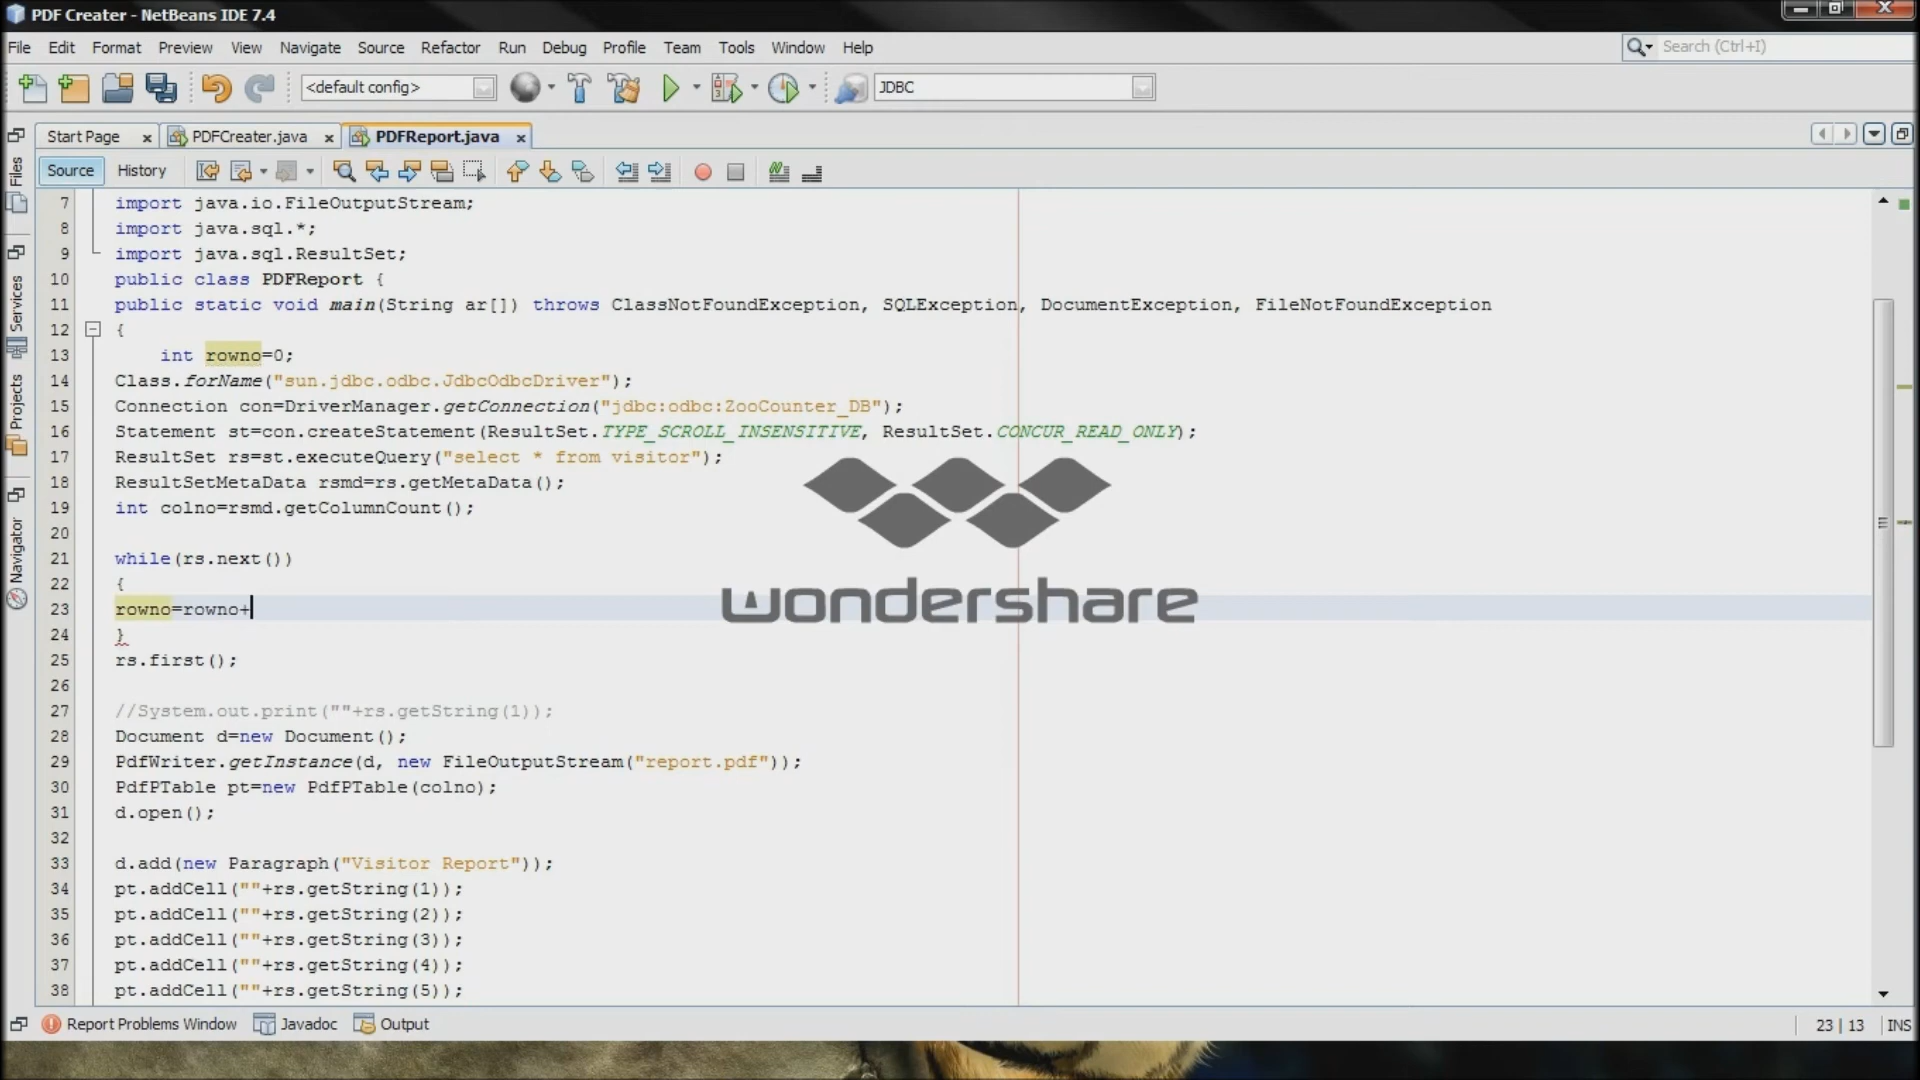 PDF Creater - NetBeans IDE 7.4
File Edit Format Preview View Navigate Source Refactor Run Debug Profile Team Tools Window Help
Search (Ctrl+I)
<default config>
JDBC
Start Page x PDFCreater.java x PDFReport.java x
Source History
Files
Services
Projects
Navigator
7 import java.io.FileOutputStream;
8 import java.sql.*;
9 import java.sql.ResultSet;
10 public class PDFReport {
11 public static void main(String ar[]) throws ClassNotFoundException, SQLException, DocumentException, FileNotFoundException
12 {
13 int rowno=0;
14 Class.forName("sun.jdbc.odbc.JdbcOdbcDriver");
15 Connection con=DriverManager.getConnection("jdbc:odbc:ZooCounter_DB");
16 Statement st=con.createStatement(ResultSet.TYPE_SCROLL_INSENSITIVE, ResultSet.CONCUR_READ_ONLY);
17 ResultSet rs=st.executeQuery("select * from visitor");
18 ResultSetMetaData rsmd=rs.getMetaData();
19 int colno=rsmd.getColumnCount();
20
21 while(rs.next())
22 {
23 rowno=rowno+
24 }
25 rs.first();
26
27 //System.out.print(""+rs.getString(1));
28 Document d=new Document();
29 PdfWriter.getInstance(d, new FileOutputStream("report.pdf"));
30 PdfPTable pt=new PdfPTable(colno);
31 d.open();
32
33 d.add(new Paragraph("Visitor Report"));
34 pt.addCell(""+rs.getString(1));
35 pt.addCell(""+rs.getString(2));
36 pt.addCell(""+rs.getString(3));
37 pt.addCell(""+rs.getString(4));
38 pt.addCell(""+rs.getString(5));
wondershare
Report Problems Window Javadoc Output
23 | 13 INS